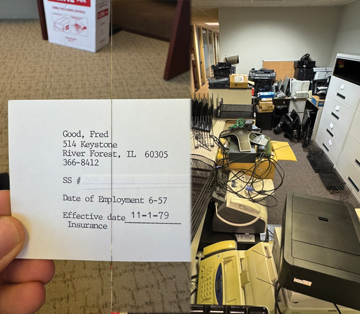 Good, Fred
514 Keystone
River Forest, IL 60305
366-8412
SS #
Date of Employment 6-57
Effective date 11-1-79
Insurance